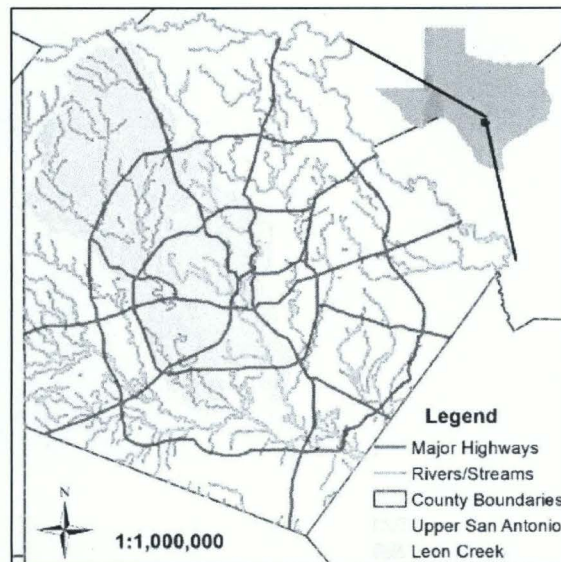 Legend
Major Highways
Rivers/Streams
County Boundaries
Upper San Antonio
Leon Creek
N
1:1,000,000